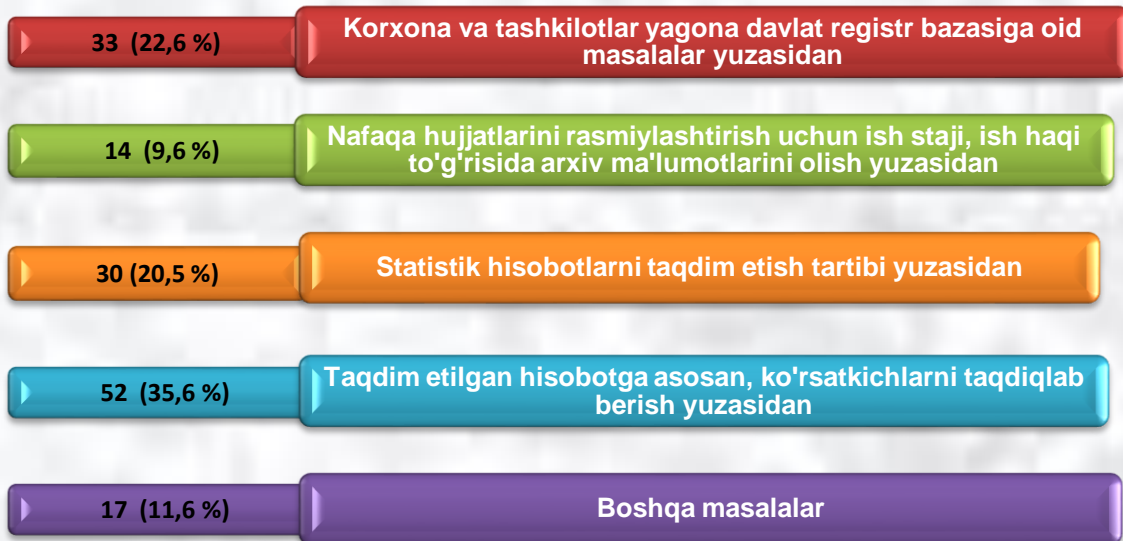 33 (22,6 %)
Korxona va tashkilotlar yagona davlat registr bazasiga oid
masalalar yuzasidan
14 (9,6 %)
Nafaqa hujjatlarini rasmiylashtirish uchun ish staji, ish haqi
to'g'risida arxiv ma'lumotlarini olish yuzasidan
30 (20,5 %)
Statistik hisobotlarni taqdim etish tartibi yuzasidan
52 (35,6 %)
Taqdim etilgan hisobotga asosan, ko'rsatkichlarni taqdiqlab
berish yuzasidan
17 (11,6 %)
Boshqa masalalar